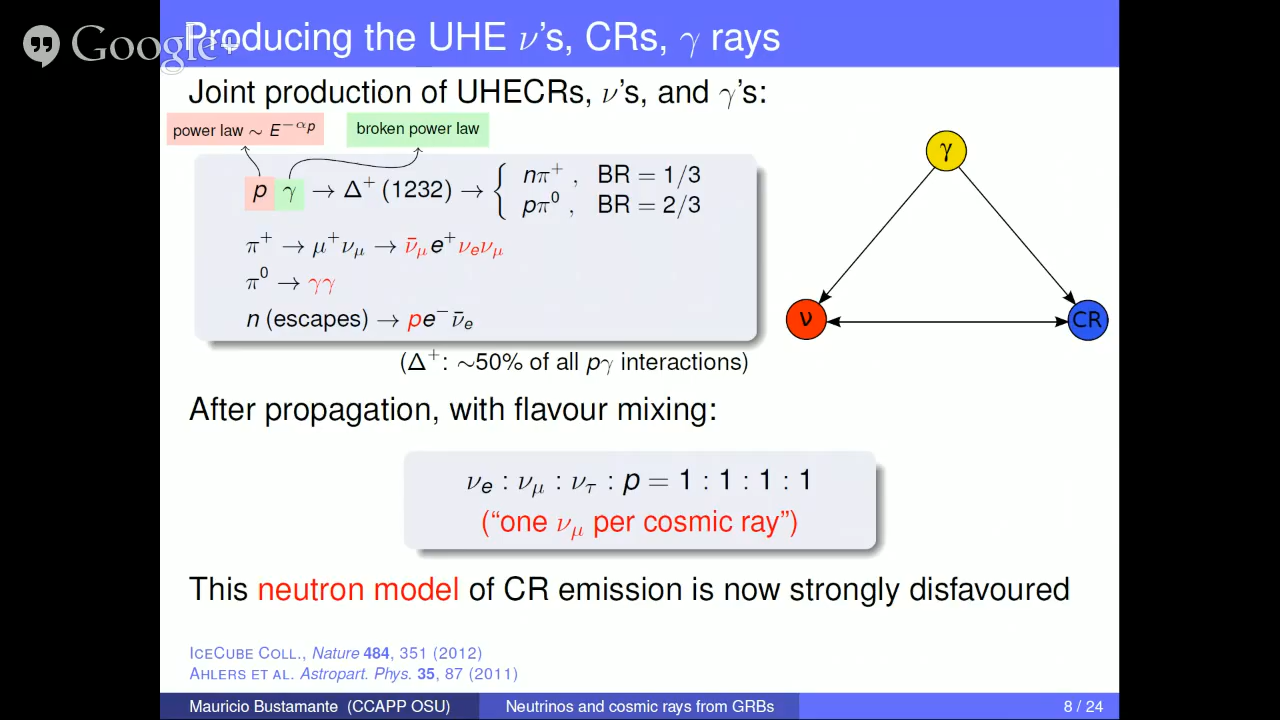 Google+
Producing the UHE ν's, CRs, γ rays
Joint production of UHECRs, ν's, and γ's:
power law ∼ E^{−αp}
broken power law
p γ → Δ⁺ (1232) → { nπ⁺ , BR = 1/3
pπ⁰ , BR = 2/3
π⁺ → μ⁺ν_μ → ν̄_μ e⁺ν_eν_μ
π⁰ → γγ
n (escapes) → pe⁻ ν̄_e
(Δ⁺: ∼50% of all pγ interactions)
γ
ν
CR
After propagation, with flavour mixing:
ν_e : ν_μ : ν_τ : p = 1 : 1 : 1 : 1
(“one ν_μ per cosmic ray”)
This neutron model of CR emission is now strongly disfavoured
ICECUBE COLL., Nature 484, 351 (2012)
AHLERS ET AL. Astropart. Phys. 35, 87 (2011)
Mauricio Bustamante (CCAPP OSU)
Neutrinos and cosmic rays from GRBs
8 / 24